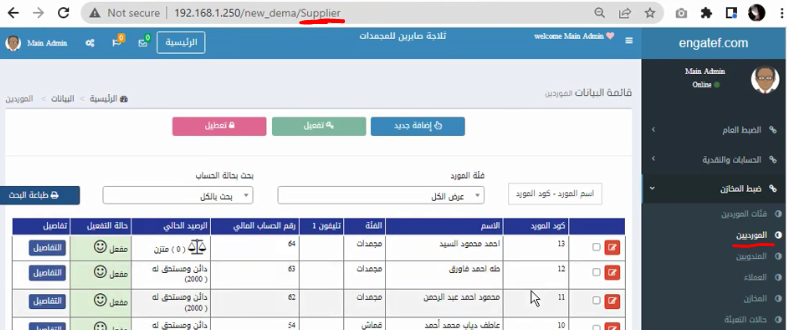 Not secure | 192.168.1.250/new_dema/Supplier
Main Admin
0
0
الرئيسية
ثلاجة صابرين للمجمدات
welcome Main Admin
engatef.com
Main Admin
Online
قائمة البيانات الموردين
الرئيسية > البيانات > الموردين
إضافة جديد
تفعيل
تعطيل
الضبط العام
الحسابات والنقدية
ضبط المخازن
فئات الموردين
الموردين
المندوبين
العملاء
المخازن
حالات التعبئة
فئة المورد
بحث بحالة الحساب
اسم المورد - كود المورد
عرض الكل
بحث بالكل
طباعة البحث
كود المورد الاسم الفئة تليفون 1 رقم الحساب المالي الرصيد الحالي حالة التفعيل تفاصيل
13 احمد محمود السيد مجمدات 64 ( 0 ) متزن مفعل التفاصيل
12 طه احمد فاروق مجمدات 63 دائن ومستحق له
( 2000 ) مفعل التفاصيل
11 محمود احمد عبد الرحمن مجمدات 62 دائن ومستحق له
( 2000 ) مفعل التفاصيل
10 عاطف دياب محمد أحمد قماش 54 دائن ومستحق له مفعل التفاصيل